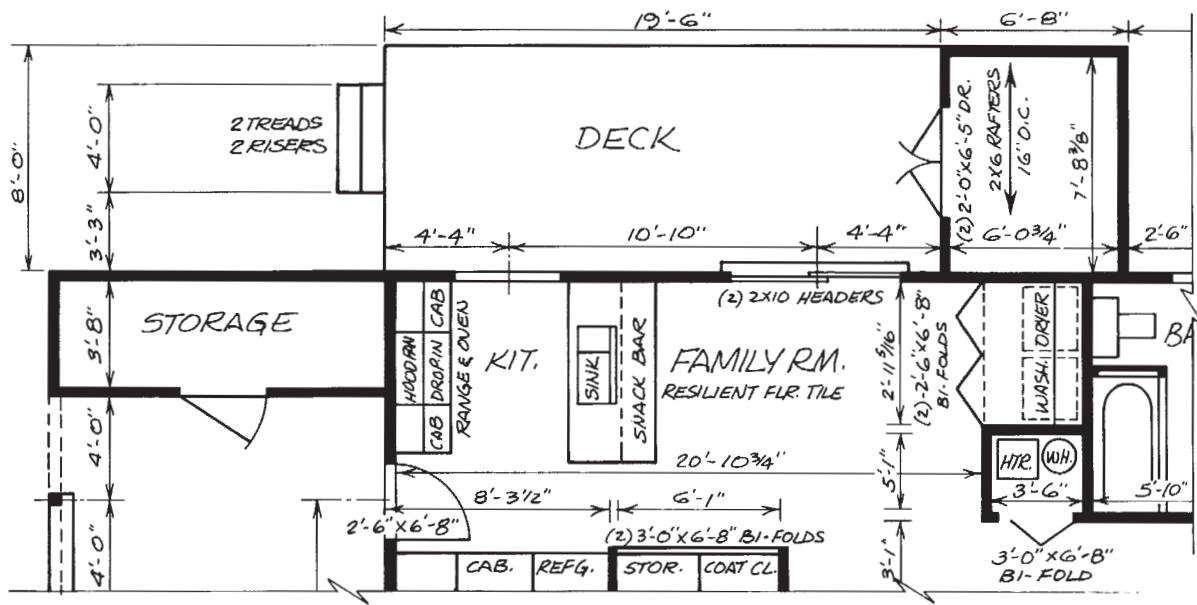 19'-6"
6'-8"
8'-0"
4'-0"
3'-3"
2 TREADS
2 RISERS
DECK
(2) 2'-0"X6'-5" DR.
2X6 RAFTERS
16" O.C.
7'-8 3/8"
4'-4"
10'-10"
4'-4"
6'-0 3/4"
2'-6"
STORAGE
3'-8"
HOOD
CAB
DROP IN
CAB
RANGE & OVEN
KIT.
SINK
SNACK BAR
(2) 2X10 HEADERS
FAMILY RM.
RESILIENT FLR. TILE
2'-11 5/16"
(2)-2'-6"X6'-8"
BI-FOLDS
WASH.
DRYER
BA
4'-0"
4'-0"
20'-10 3/4"
5'-1"
HTR.
W.H.
3'-6"
5'-10"
8'-3 1/2"
6'-1"
2'-6"X6'-8"
(2) 3'-0"X6'-8" BI-FOLDS
3'-1"
3'-0"X6'-8"
BI-FOLD
CAB.
REFG.
STOR.
COAT CL.